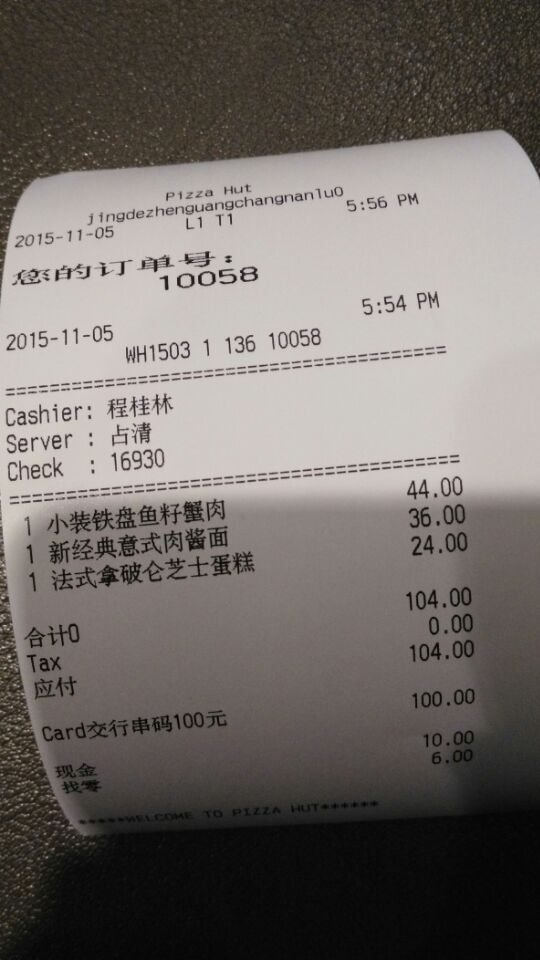 Pizza Hut
jingdezhenguangchangnanlu0
2015-11-05 L1 T1 5:56 PM
您的订单号:
10058
2015-11-05 5:54 PM
WH1503 1 136 10058
================================================
Cashier: 程桂林
Server : 占清
Check : 16930
================================================
1 小装铁盘鱼籽蟹肉 44.00
1 新经典意式肉酱面 36.00
1 法式拿破仑芝士蛋糕 24.00
合计0 104.00
Tax 0.00
应付 104.00
Card交行串码100元 100.00
现金 10.00
找零 6.00
*****WELCOME TO PIZZA HUT******